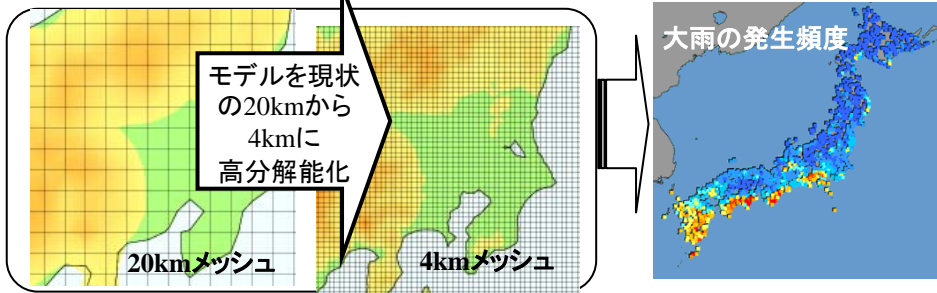 モデルを現状
の20kmから
4kmに
高分解能化
20kmメッシュ
4kmメッシュ
大雨の発生頻度